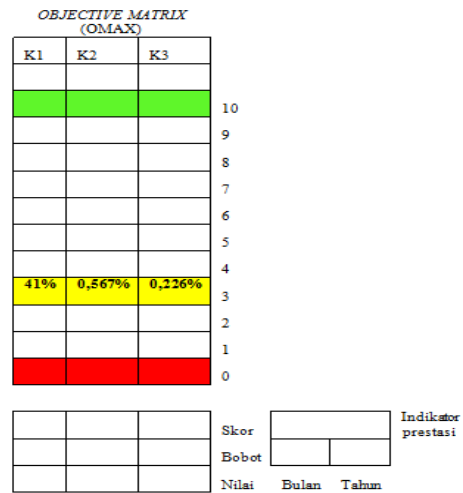 OBJECTIVE MATRIX
(OMAX)
K1 K2 K3
10
9
8
7
6
5
4
41% 0,567% 0,226% 3
2
1
0
Skor Indikator
prestasi
Bobot
Nilai Bulan Tahun